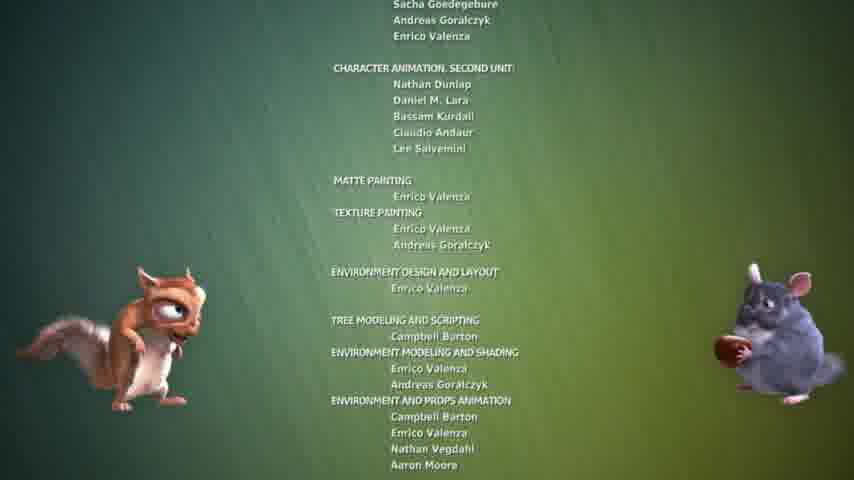 Sacha Goedegebure
Andreas Goralczyk
Enrico Valenza
CHARACTER ANIMATION, SECOND UNIT:
Nathan Dunlap
Daniel M. Lara
Bassam Kurdali
Claudio Andaur
Lee Salvemini
MATTE PAINTING
Enrico Valenza
TEXTURE PAINTING
Enrico Valenza
Andreas Goralczyk
ENVIRONMENT DESIGN AND LAYOUT
Enrico Valenza
TREE MODELING AND SCRIPTING
Campbell Barton
ENVIRONMENT MODELING AND SHADING
Enrico Valenza
Andreas Goralczyk
ENVIRONMENT AND PROPS ANIMATION
Campbell Barton
Enrico Valenza
Nathan Vegdahl
Aaron Moore